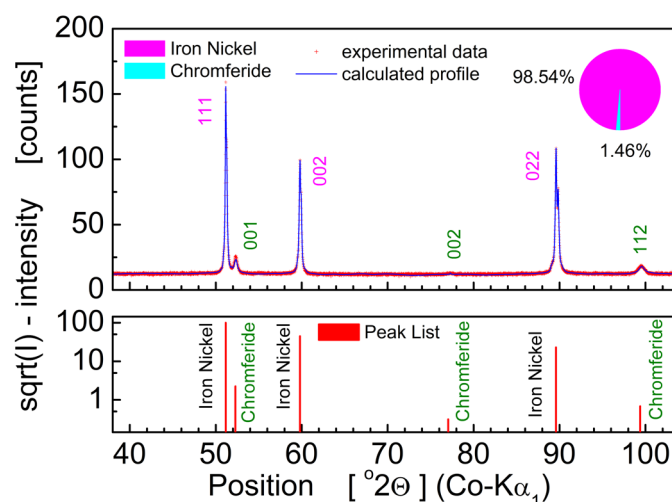 200
150
100
50
0
sqrt(I) - intensity [counts]
Iron Nickel
Chromferide
experimental data
calculated profile
98.54%
1.46%
111
001
002
002
022
112
100
10
1
Peak List
Iron Nickel
Chromferide
Iron Nickel
Chromferide
Iron Nickel
Chromferide
40 50 60 70 80 90 100
Position [ °2Θ] (Co-Kα1)